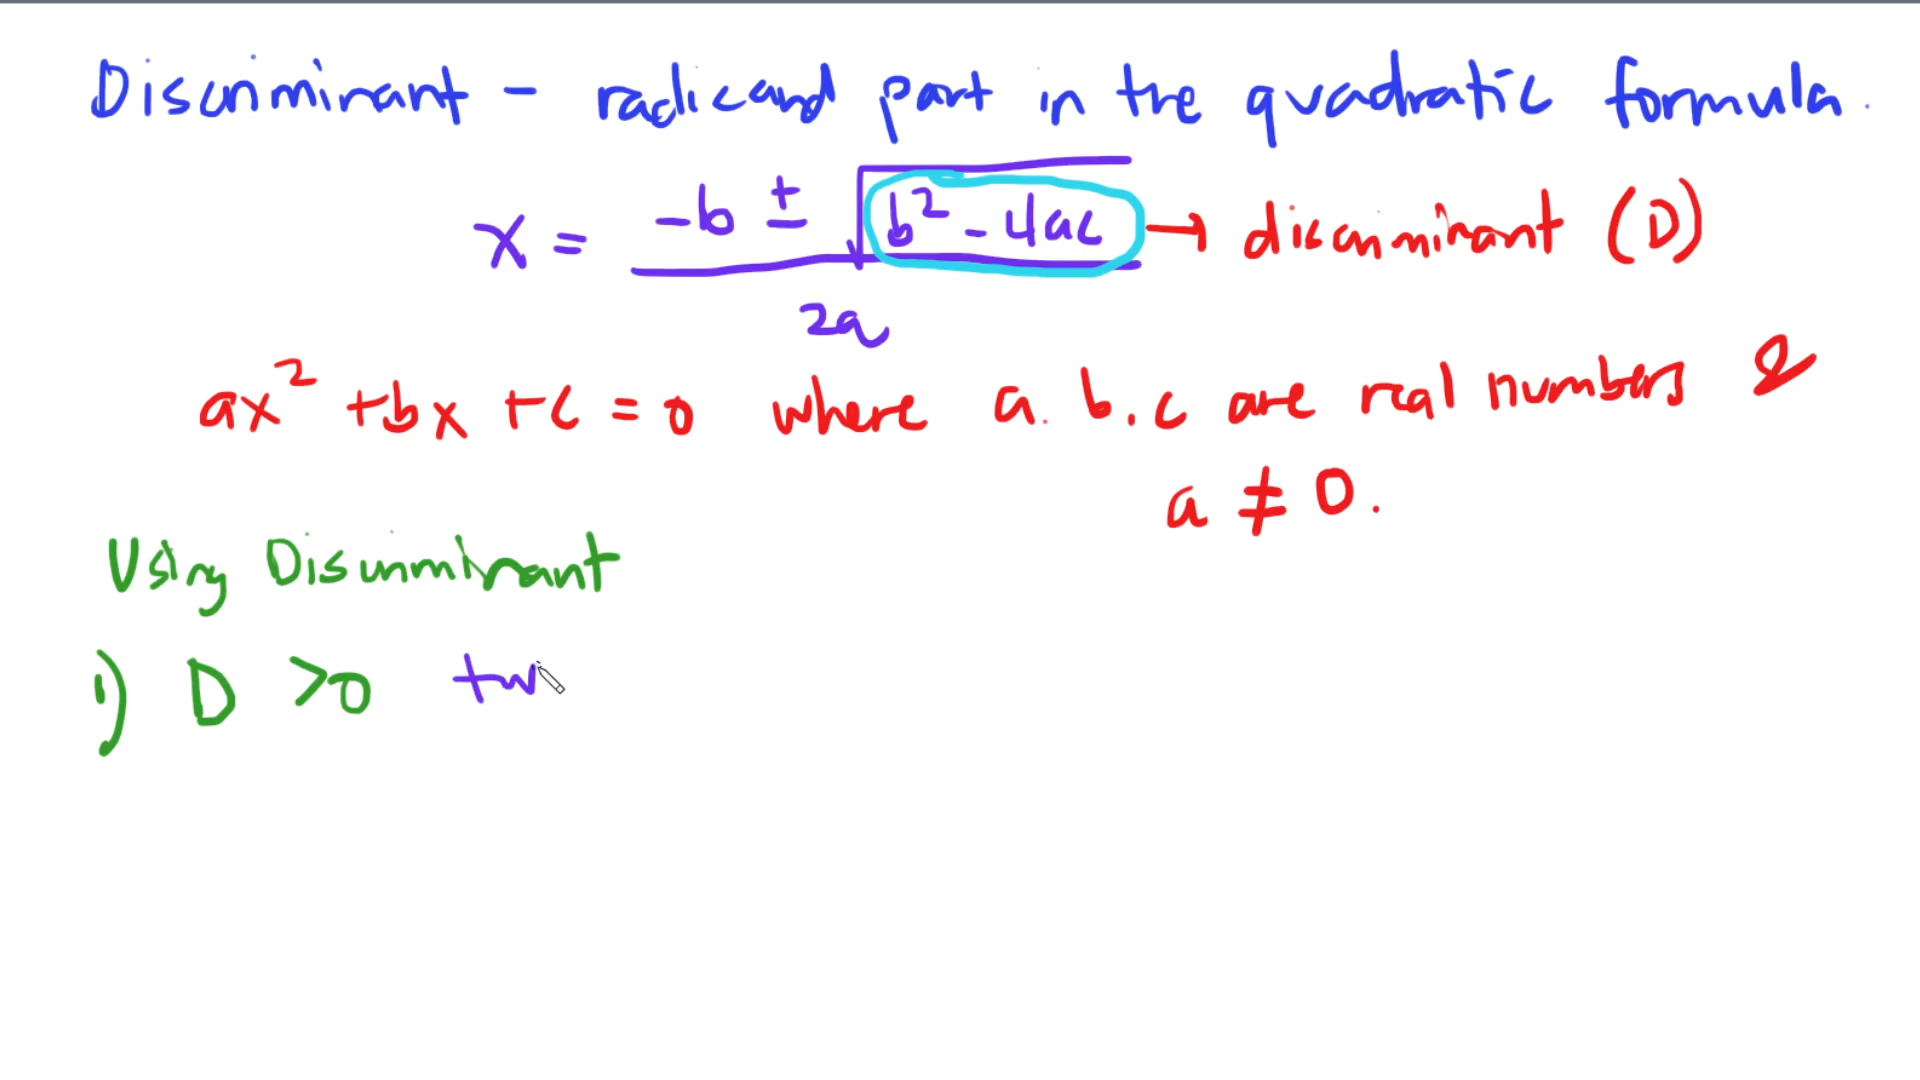 Discriminant - radicand part in the quadratic formula.
x = -b ± √b² - 4ac / 2a → discriminant (D)
ax² + bx + c = 0 where a. b. c are real numbers &
a ≠ 0.
Using Discriminant
1) D > 0 tw